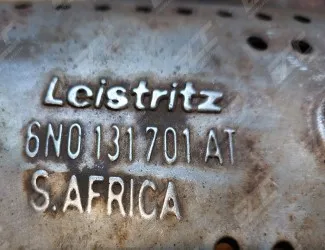 Leistritz
6N0 131 701 AT
S.AFRICA